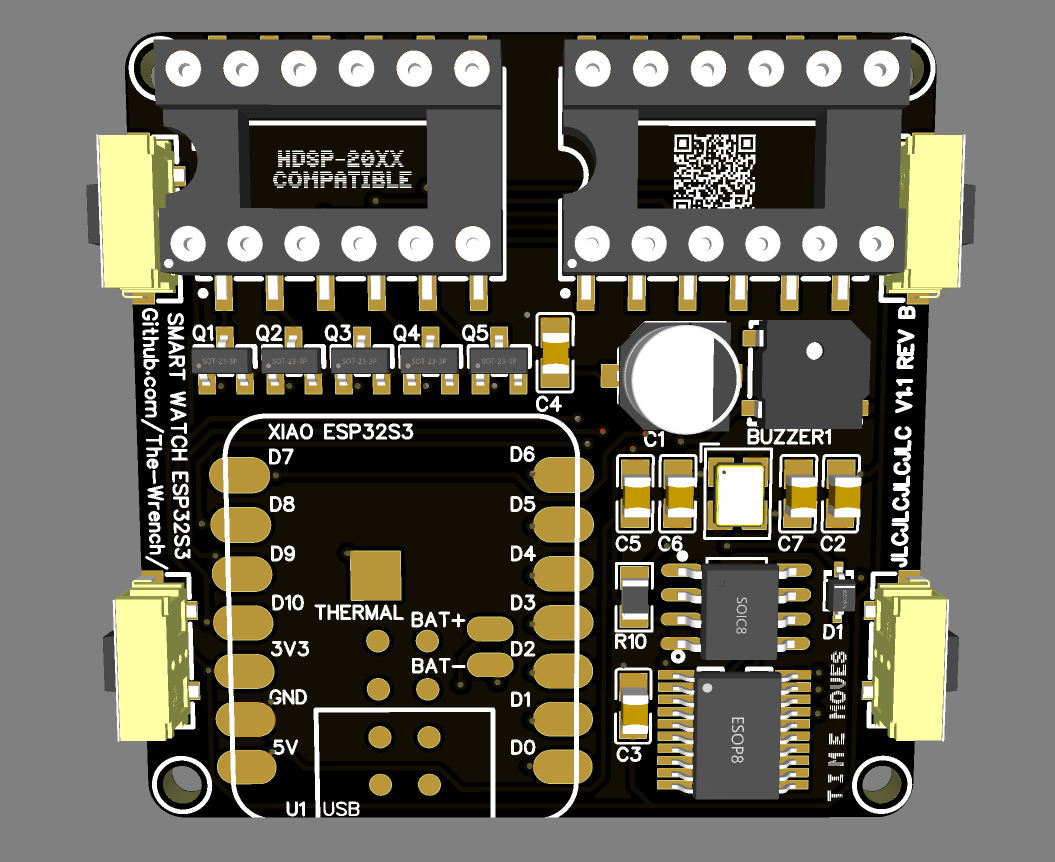 HDSP-20XX
COMPATIBLE
Q1 Q2 Q3 Q4 Q5
SOT-23-3P SOT-23-3P SOT-23-3P SOT-23-3P SOT-23-3P
C4
C1
BUZZER1
SMART WATCH ESP32S3
Github.com/The-Wrench/
JLCJLCJLCJLC V1.1 REV B
XIAO ESP32S3
D7
D8
D9
D10
3V3
GND
5V
D6
D5
D4
D3
D2
D1
D0
THERMAL
BAT+
BAT-
U1
USB
C5 C6 C7 C2
R10
SOIC8
D1
C3
ESOP8
TIME MOVES